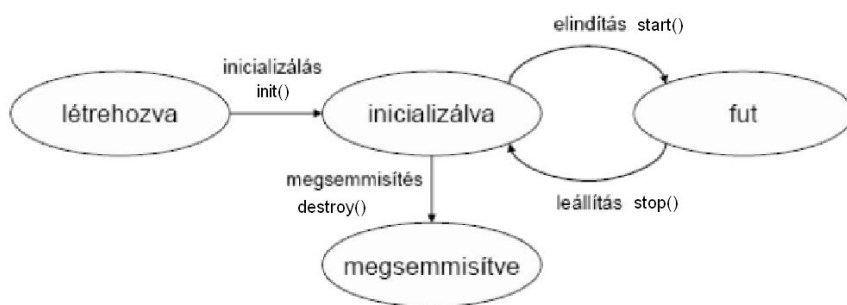 elindítás start()
inicializálás
init()
létrehozva
inicializálva
fut
megsemmisítés
destroy()
leállítás stop()
megsemmisítve